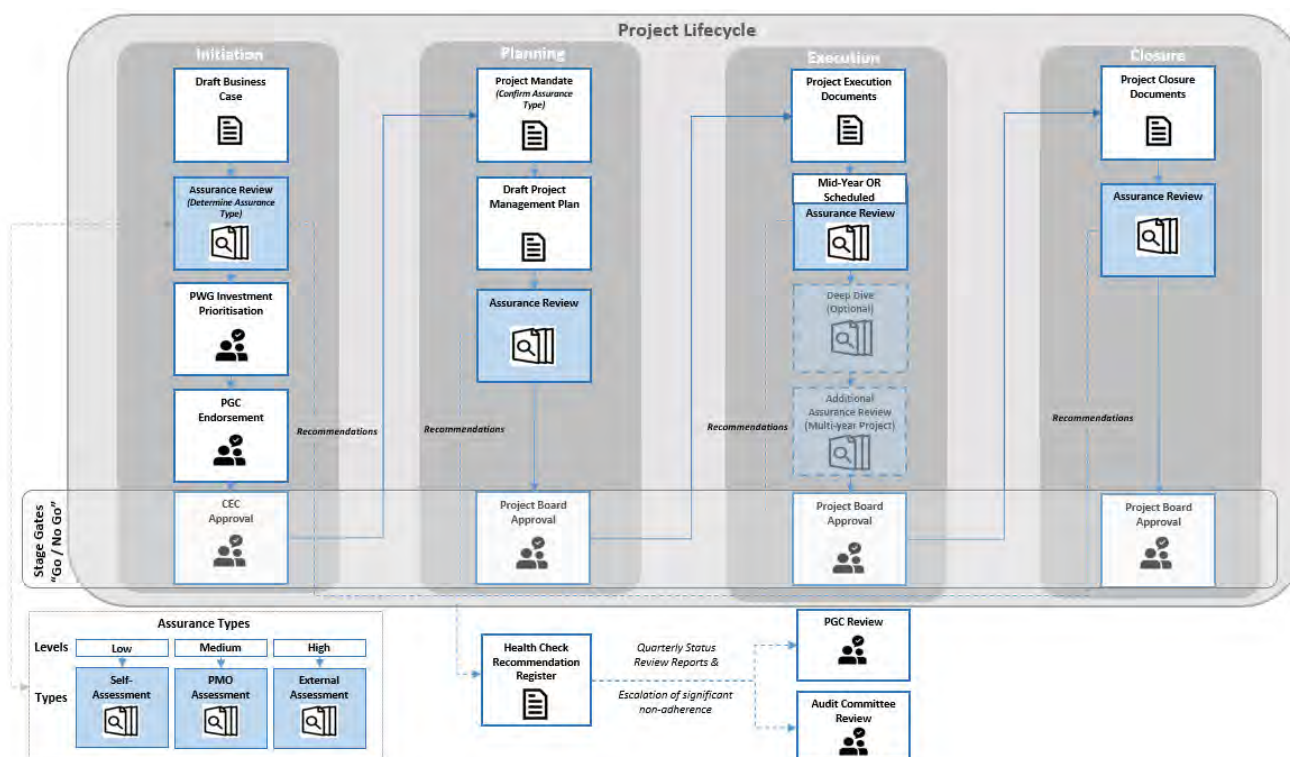 Project Lifecycle
Initiation
Draft Business
Case
Assurance Review
(Determine Assurance
Type)
PWG Investment
Prioritisation
PGC
Endorsement
CEC
Approval
Recommendations
Planning
Project Mandate
(Confirm Assurance
Type)
Draft Project
Management Plan
Assurance Review
Project Board
Approval
Recommendations
Execution
Project Execution
Documents
Mid-Year OR
Scheduled
Assurance Review
Deep Dive
(Optional)
Additional
Assurance Review
(Multi-year Project)
Project Board
Approval
Recommendations
Closure
Project Closure
Documents
Assurance Review
Project Board
Approval
Recommendations
Stage Gates
"Go / No Go"
Assurance Types
Levels
Low
Medium
High
Types
Self-
Assessment
PMO
Assessment
External
Assessment
Health Check
Recommendation
Register
Quarterly Status
Review Reports &
Escalation of significant
non-adherence
PGC Review
Audit Committee
Review